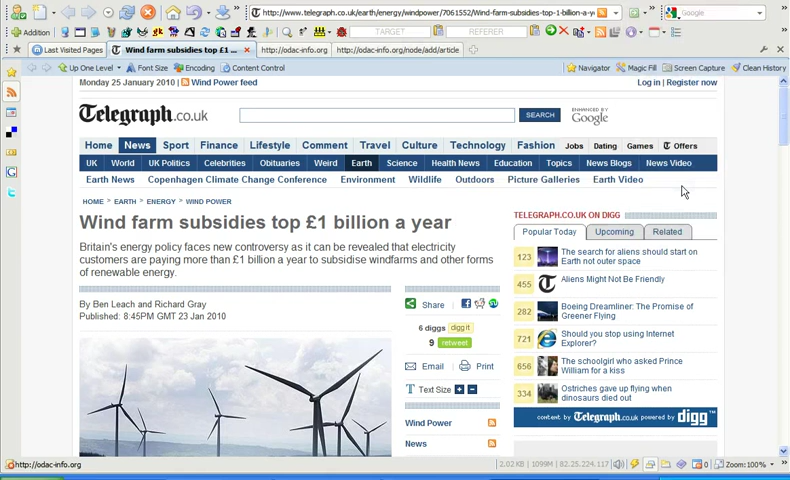 http://www.telegraph.co.uk/earth/energy/windpower/7061552/Wind-farm-subsidies-top-1-billion-a-ye
Google
Addition
TARGET
REFERER
Last Visited Pages
Wind farm subsidies top £1 ...
http://odac-info.org
http://odac-info.org/node/add/article
Up One Level
Font Size
Encoding
Content Control
Navigator
Magic Fill
Screen Capture
Clean History
Monday 25 January 2010 | Wind Power feed
Log in | Register now
Telegraph.co.uk
SEARCH
ENHANCED BY
Google
Home News Sport Finance Lifestyle Comment Travel Culture Technology Fashion Jobs Dating Games Offers
UK World UK Politics Celebrities Obituaries Weird Earth Science Health News Education Topics News Blogs News Video
Earth News Copenhagen Climate Change Conference Environment Wildlife Outdoors Picture Galleries Earth Video
HOME » EARTH » ENERGY » WIND POWER
Wind farm subsidies top £1 billion a year
Britain's energy policy faces new controversy as it can be revealed that electricity
customers are paying more than £1 billion a year to subsidise windfarms and other forms
of renewable energy.
By Ben Leach and Richard Gray
Published: 8:45PM GMT 23 Jan 2010
Share
6 diggs digg it
9 retweet
Email
Print
Text Size
Wind Power
News
TELEGRAPH.CO.UK ON DIGG
Popular Today
Upcoming
Related
123
The search for aliens should start on
Earth not outer space
455
Aliens Might Not Be Friendly
282
Boeing Dreamliner: The Promise of
Greener Flying
721
Should you stop using Internet
Explorer?
656
The schoolgirl who asked Prince
William for a kiss
334
Ostriches gave up flying when
dinosaurs died out
content by Telegraph.co.uk powered by digg™
http://odac-info.org
2.02 KB
1099M
82.25.224.117
0
Zoom:100%